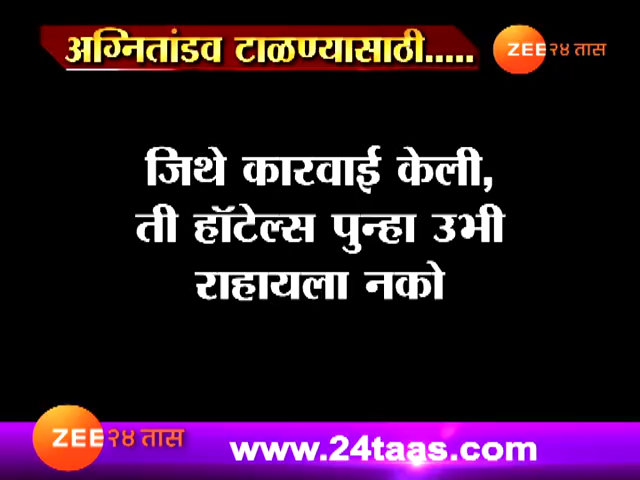 अग्नितांडव टाळण्यासाठी.....
ZEE २४ तास
जिथे कारवाई केली,
ती हॉटेल्स पुन्हा उभी
राहायला नको
ZEE २४ तास
www.24taas.com